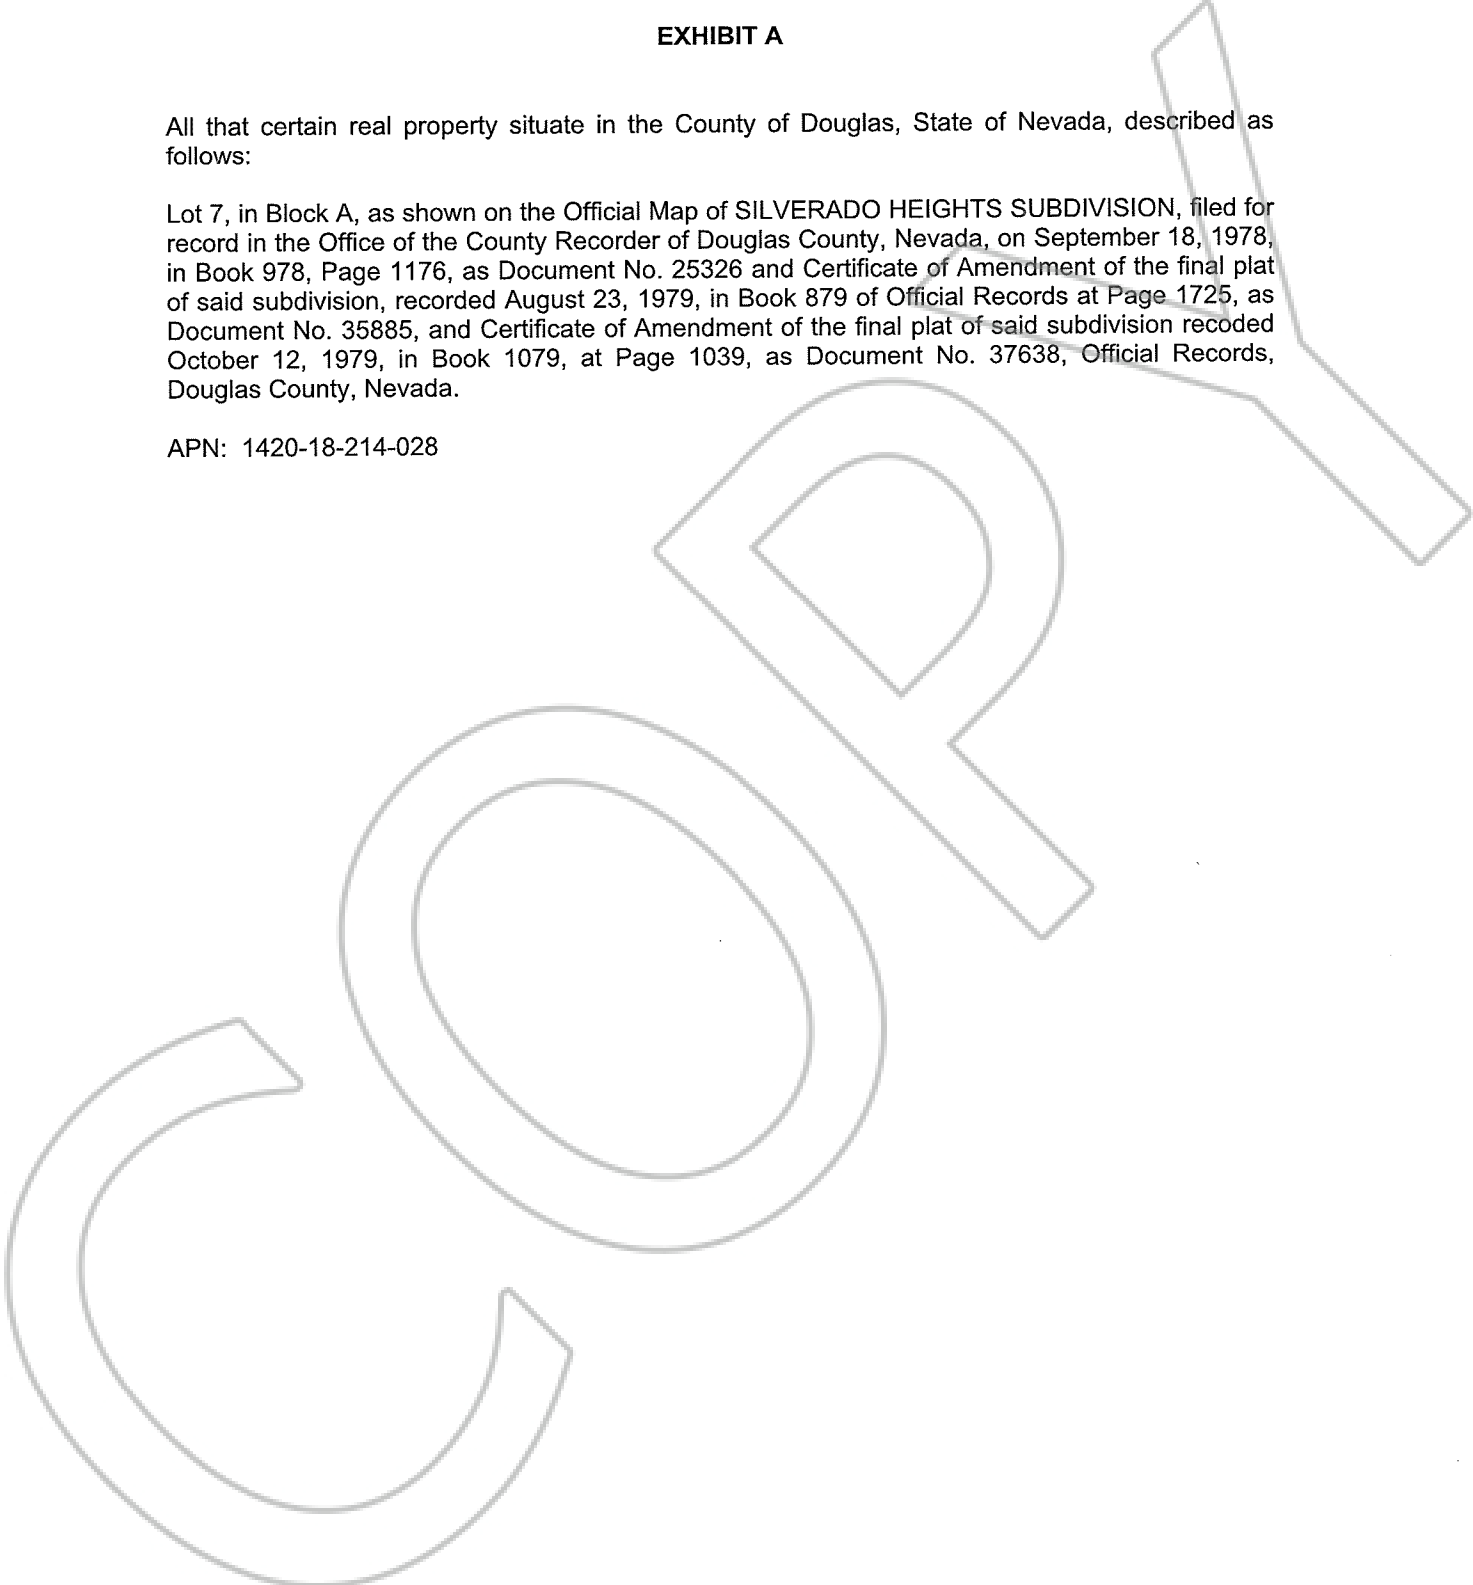 EXHIBIT A
All that certain real property situate in the County of Douglas, State of Nevada, described as
follows:
Lot 7, in Block A, as shown on the Official Map of SILVERADO HEIGHTS SUBDIVISION, filed for
record in the Office of the County Recorder of Douglas County, Nevada, on September 18, 1978,
in Book 978, Page 1176, as Document No. 25326 and Certificate of Amendment of the final plat
of said subdivision, recorded August 23, 1979, in Book 879 of Official Records at Page 1725, as
Document No. 35885, and Certificate of Amendment of the final plat of said subdivision recoded
October 12, 1979, in Book 1079, at Page 1039, as Document No. 37638, Official Records,
Douglas County, Nevada.
APN: 1420-18-214-028
COPY